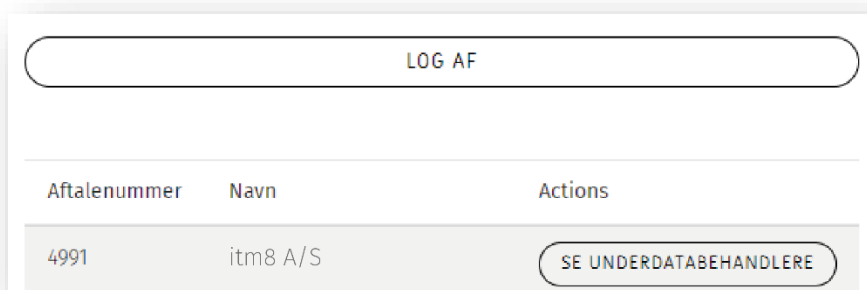 LOG AF
Aftalenummer Navn Actions
4991 itm8 A/S SE UNDERDATABEHANDLERE